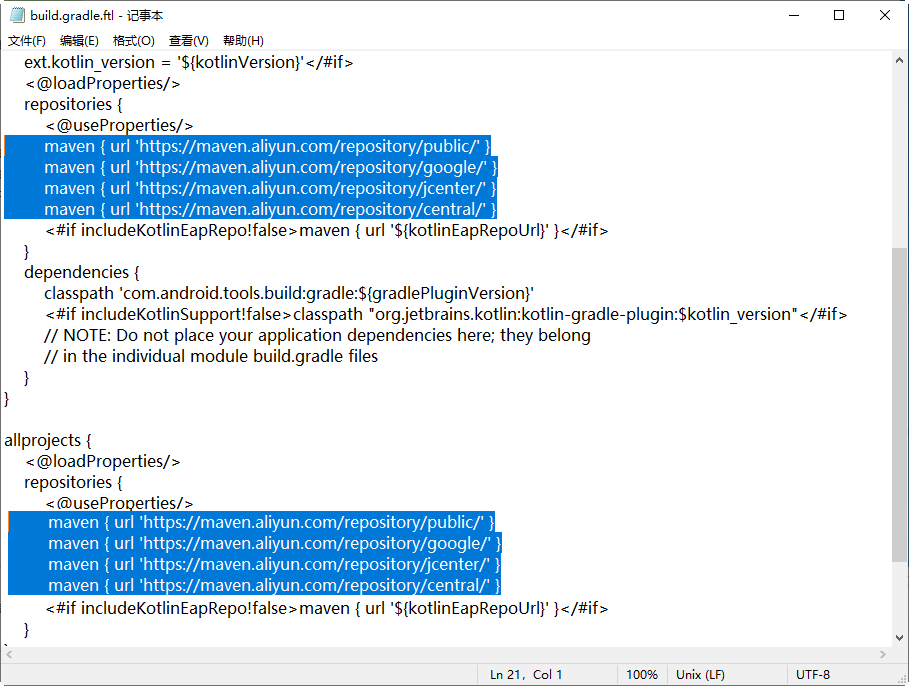 build.gradle.ftl - 记事本
文件(F) 编辑(E) 格式(O) 查看(V) 帮助(H)
ext.kotlin_version = '${kotlinVersion}'</#if>
<@loadProperties/>
repositories {
<@useProperties/>
maven { url 'https://maven.aliyun.com/repository/public/' }
maven { url 'https://maven.aliyun.com/repository/google/' }
maven { url 'https://maven.aliyun.com/repository/jcenter/' }
maven { url 'https://maven.aliyun.com/repository/central/' }
<#if includeKotlinEapRepo!false>maven { url '${kotlinEapRepoUrl}' }</#if>
}
dependencies {
classpath 'com.android.tools.build:gradle:${gradlePluginVersion}'
<#if includeKotlinSupport!false>classpath "org.jetbrains.kotlin:kotlin-gradle-plugin:$kotlin_version"</#if>
// NOTE: Do not place your application dependencies here; they belong
// in the individual module build.gradle files
}
}
allprojects {
<@loadProperties/>
repositories {
<@useProperties/>
maven { url 'https://maven.aliyun.com/repository/public/' }
maven { url 'https://maven.aliyun.com/repository/google/' }
maven { url 'https://maven.aliyun.com/repository/jcenter/' }
maven { url 'https://maven.aliyun.com/repository/central/' }
<#if includeKotlinEapRepo!false>maven { url '${kotlinEapRepoUrl}' }</#if>
}
Ln 21, Col 1 100% Unix (LF) UTF-8